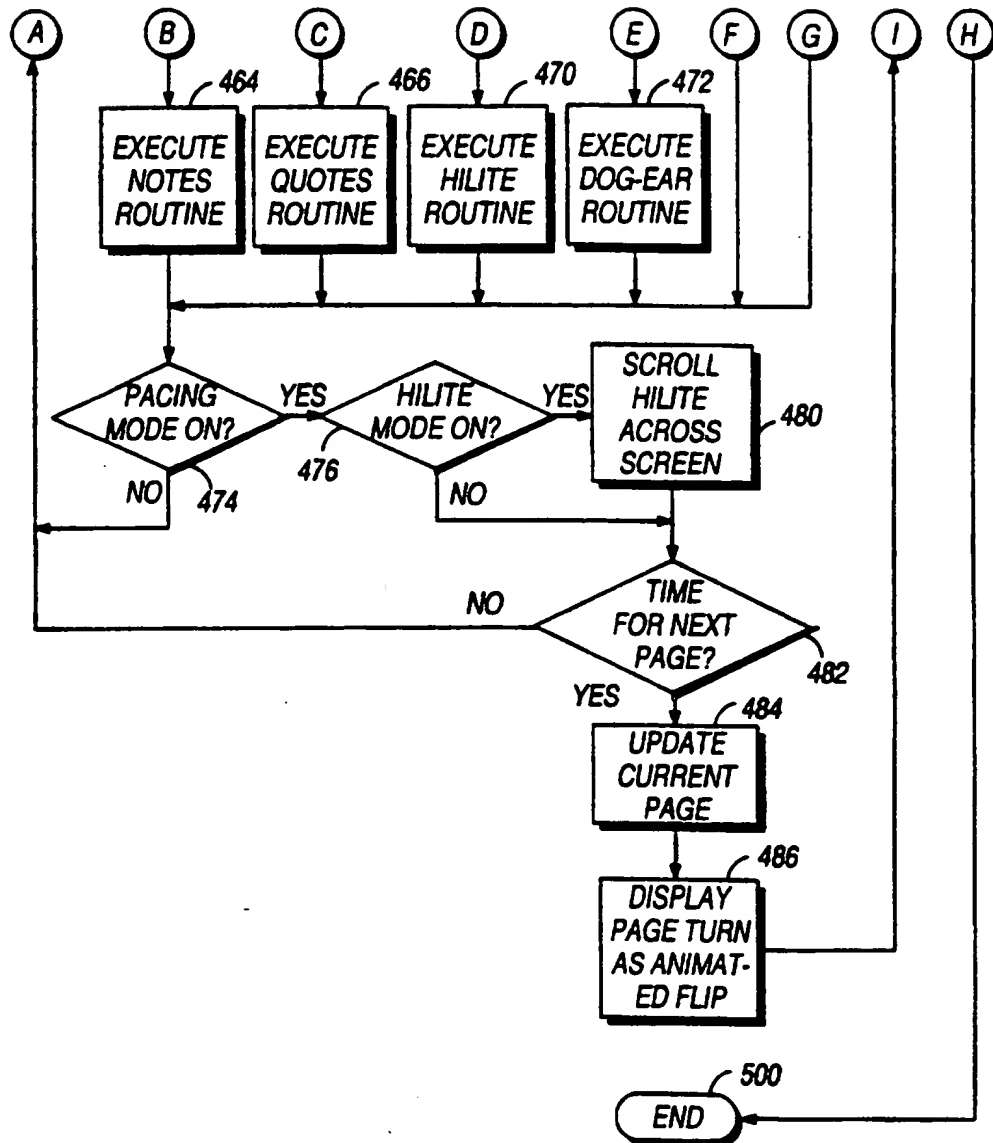 A B C D E F G I H
464 466 470 472
EXECUTE
NOTES
ROUTINE
EXECUTE
QUOTES
ROUTINE
EXECUTE
HILITE
ROUTINE
EXECUTE
DOG-EAR
ROUTINE
PACING
MODE ON?
YES
474
NO
HILITE
MODE ON?
YES
476
NO
SCROLL
HILITE
ACROSS
SCREEN
480
TIME
FOR NEXT
PAGE?
NO
482
YES
484
UPDATE
CURRENT
PAGE
486
DISPLAY
PAGE TURN
AS ANIMAT-
ED FLIP
500
END